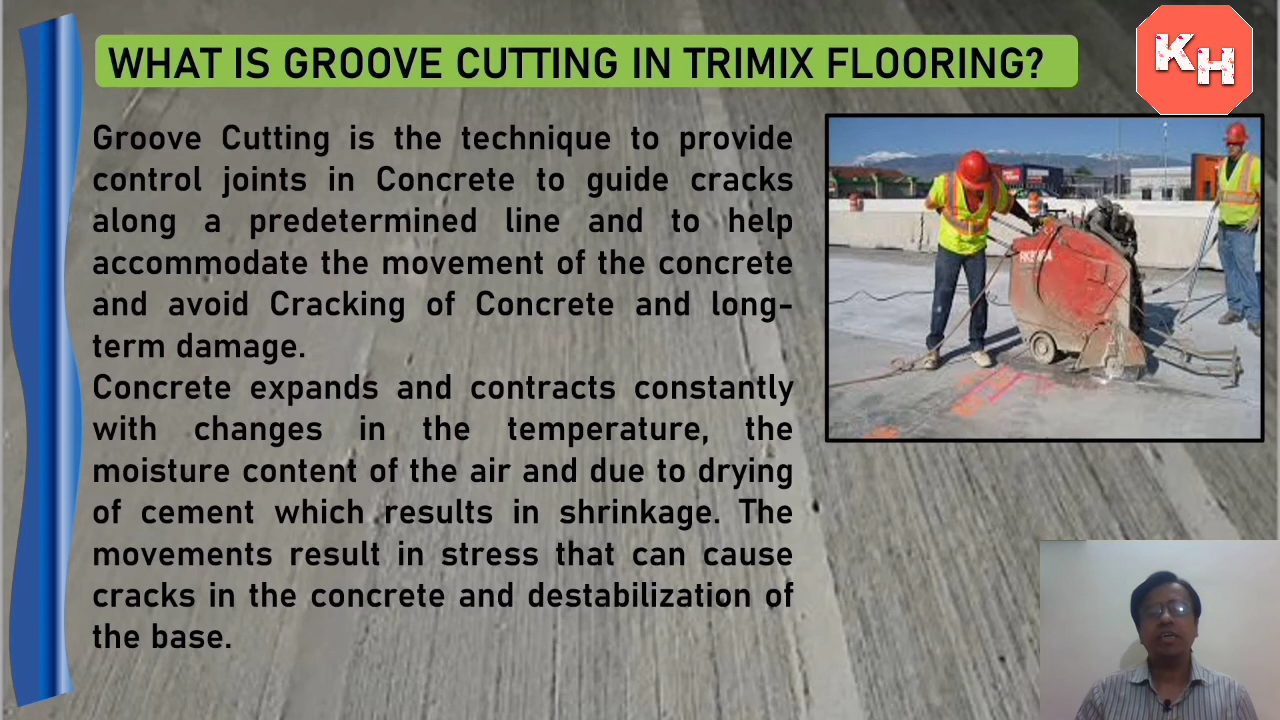 WHAT IS GROOVE CUTTING IN TRIMIX FLOORING?
KH
Groove Cutting is the technique to provide
control joints in Concrete to guide cracks
along a predetermined line and to help
accommodate the movement of the concrete
and avoid Cracking of Concrete and long-
term damage.
Concrete expands and contracts constantly
with changes in the temperature, the
moisture content of the air and due to drying
of cement which results in shrinkage. The
movements result in stress that can cause
cracks in the concrete and destabilization of
the base.